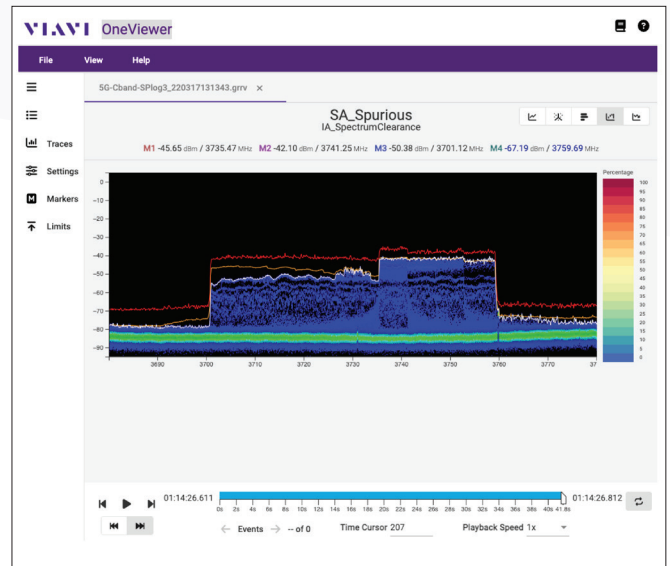 VIAVI OneViewer
File View Help
5G-Cband-SPlog3_220317131343.grrv ×
SA_Spurious
IA_SpectrumClearance
Traces
Settings
M Markers
Limits
M1 -45.65 dBm / 3735.47 MHz M2 -42.10 dBm / 3741.25 MHz M3 -50.38 dBm / 3701.12 MHz M4 -67.19 dBm / 3759.69 MHz
Percentage
0
-10
-20
-30
-40
-50
-60
-70
-80
-90
100
95
90
85
80
75
70
65
60
55
50
45
40
35
30
25
20
15
10
5
0
3690 3700 3710 3720 3730 3740 3750 3760 3770 37
01:14:26.611
0s 2s 4s 6s 8s 10s 12s 14s 16s 18s 20s 22s 24s 26s 28s 30s 32s 34s 36s 38s 40s 41.8s
01:14:26.812
Events -- of 0 Time Cursor 207 Playback Speed 1x